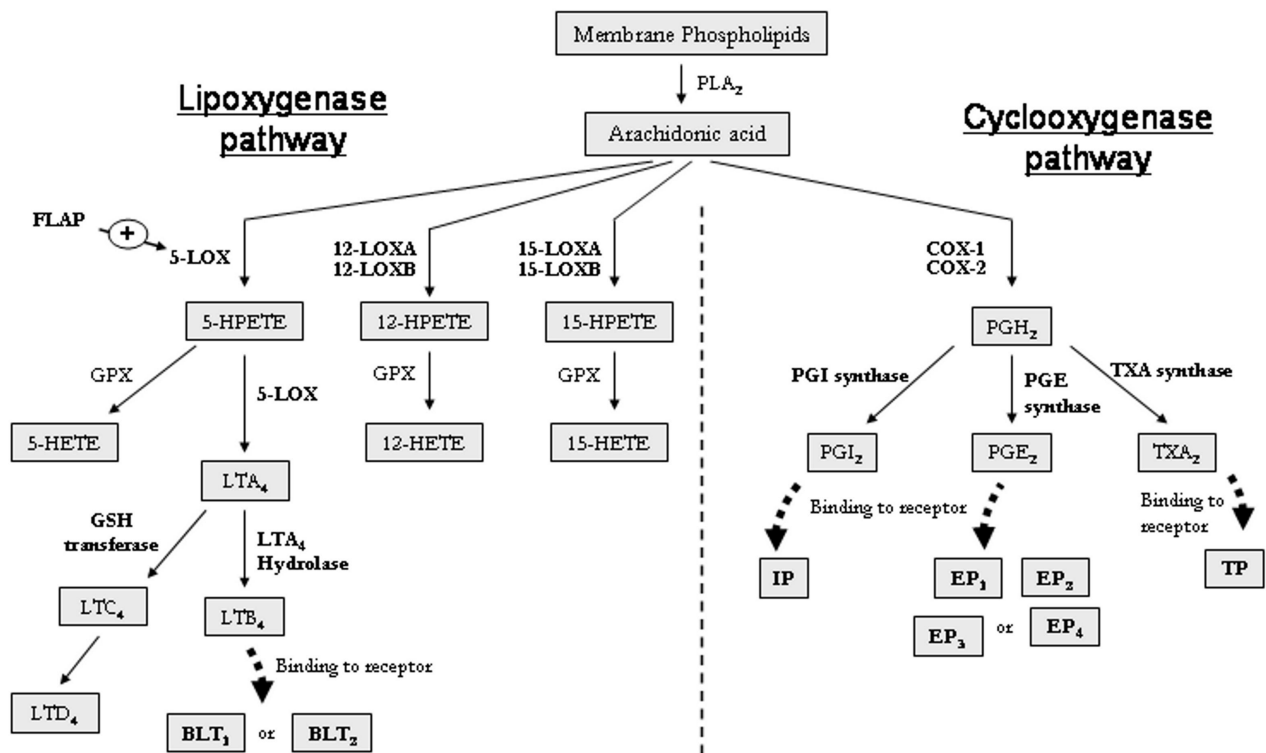 Membrane Phospholipids
PLA₂
Lipoxygenase
pathway
Arachidonic acid
Cyclooxygenase
pathway
FLAP
+
5-LOX
12-LOXA
12-LOXB
15-LOXA
15-LOXB
COX-1
COX-2
5-HPETE
12-HPETE
15-HPETE
PGH₂
GPX
5-LOX
GPX
GPX
PGI synthase
PGE
synthase
TXA synthase
5-HETE
12-HETE
15-HETE
PGI₂
PGE₂
TXA₂
LTA₄
Binding to receptor
Binding to
receptor
GSH
transferase
LTA₄
Hydrolase
IP
EP₁
EP₂
TP
LTC₄
LTB₄
EP₃
or
EP₄
Binding to receptor
LTD₄
BLT₁
or
BLT₂